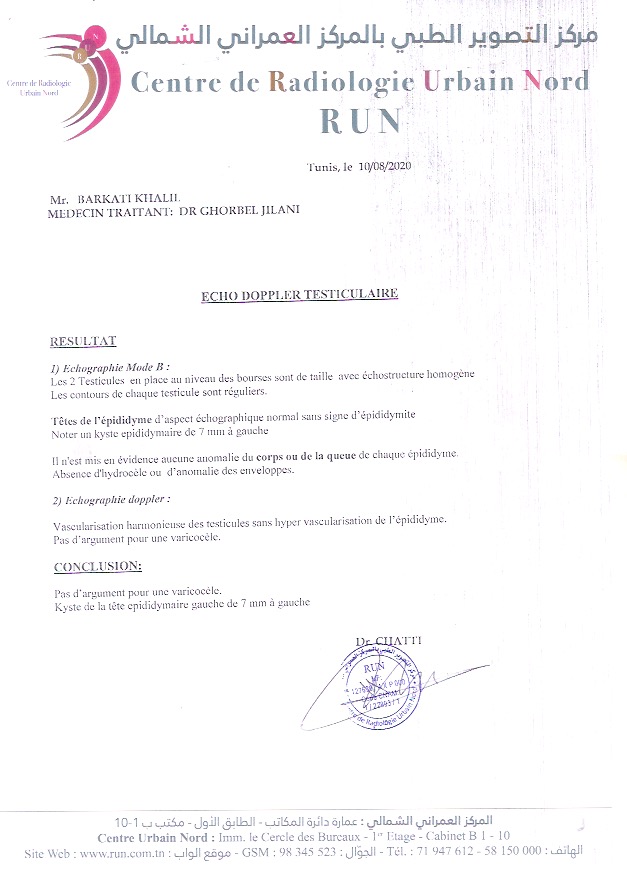 مركز التصوير الطبي بالمركز العمراني الشمالي
R U N
Centre de Radiologie
Urbain Nord
Centre de Radiologie Urbain Nord
RUN
Tunis, le 10/08/2020
Mr. BARKATI KHALIL
MEDECIN TRAITANT: DR GHORBEL JILANI
ECHO DOPPLER TESTICULAIRE
RESULTAT
1) Echographie Mode B :
Les 2 Testicules en place au niveau des bourses sont de taille avec échostructure homogène
Les contours de chaque testicule sont réguliers.
Têtes de l'épididyme d'aspect échographique normal sans signe d'épididymite
Noter un kyste epididymaire de 7 mm à gauche
Il n'est mis en évidence aucune anomalie du corps ou de la queue de chaque épididyme.
Absence d'hydrocèle ou d'anomalie des enveloppes.
2) Echographie doppler :
Vascularisation harmonieuse des testicules sans hyper vascularisation de l'épididyme.
Pas d'argument pour une varicocèle.
CONCLUSION:
Pas d'argument pour une varicocèle.
Kyste de la tête epididymaire gauche de 7 mm à gauche
Dr. CHATTI
RUN
المركز العمراني الشمالي : عمارة دائرة المكاتب - الطابق الأول - مكتب ب 1-10
Centre Urbain Nord : Imm. le Cercle des Bureaux - 1er Etage - Cabinet B 1 - 10
Site Web : www.run.com.tn : موقع الواب - GSM : 98 345 523 : الجوّال - Tél. : 71 947 612 - 58 150 000 : الهاتف